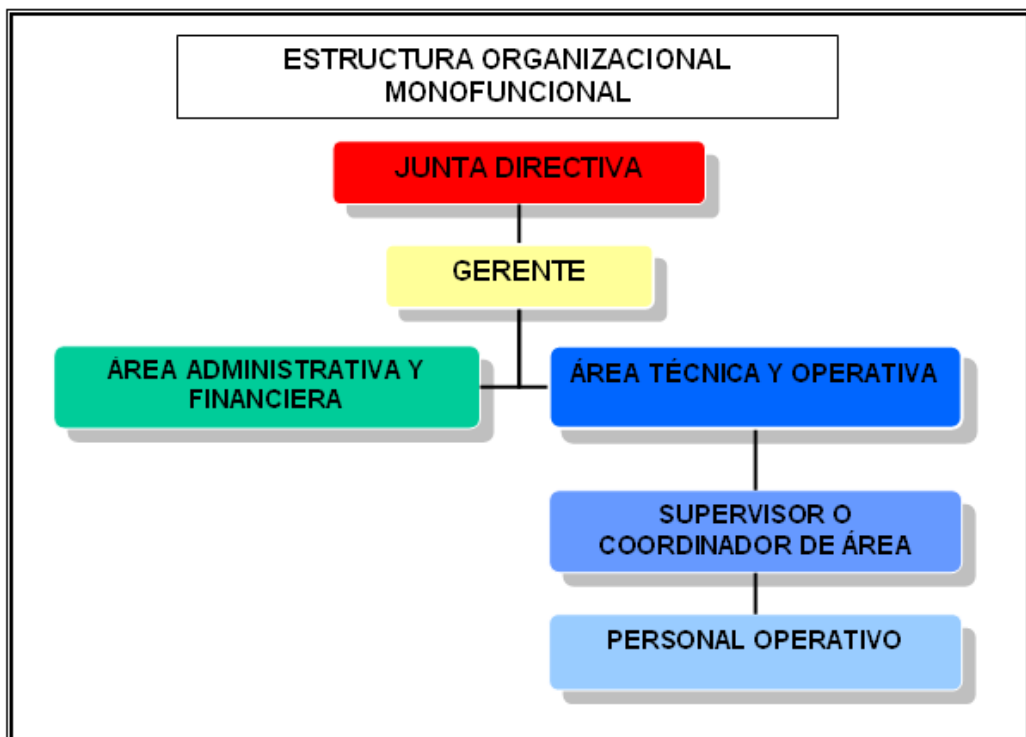 ESTRUCTURA ORGANIZACIONAL
MONOFUNCIONAL
JUNTA DIRECTIVA
GERENTE
ÁREA ADMINISTRATIVA Y
FINANCIERA
ÁREA TÉCNICA Y OPERATIVA
SUPERVISOR O
COORDINADOR DE ÁREA
PERSONAL OPERATIVO